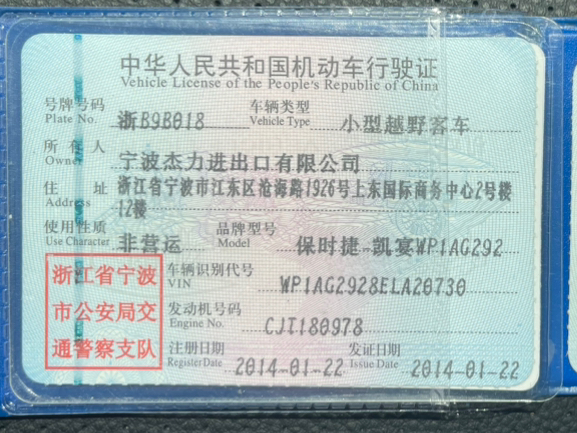 中华人民共和国机动车行驶证
Vehicle License of the People's Republic of China
号牌号码 浙B9B018 车辆类型 小型越野客车
Plate No. Vehicle Type
所有人 宁波杰力进出口有限公司
Owner
住址 浙江省宁波市江东区沧海路1926号上东国际商务中心2号楼
Address 12楼
使用性质 非营运 品牌型号 保时捷-凯宴WP1AG292
Use Character Model
浙江省宁波
市公安局交
通警察支队
车辆识别代号 WP1AG2928ELA20730
VIN
发动机号码 CJT180978
Engine No.
注册日期 2014-01-22 发证日期 2014-01-22
Register Date Issue Date